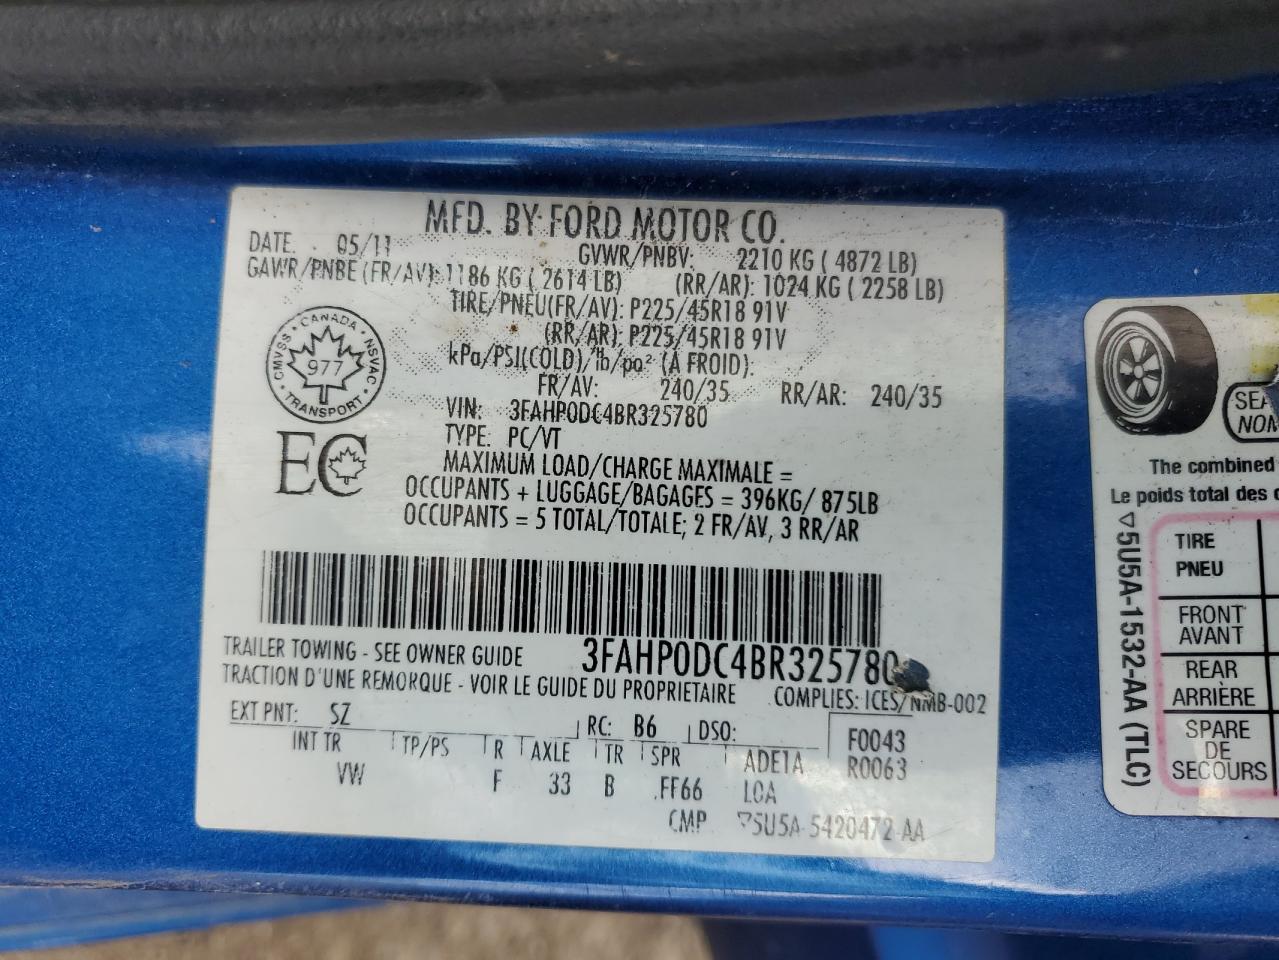 MFD. BY FORD MOTOR CO.
DATE. 05/11 GVWR/PNBV: 2210 KG ( 4872 LB)
GAWR/PNBE (FR/AV): 1186 KG ( 2614 LB) (RR/AR): 1024 KG ( 2258 LB)
TIRE/PNEU(FR/AV): P225/45R18 91V
(RR/AR): P225/45R18 91V
kPa/PSI(COLD)/lb/po² (À FROID):
FR/AV: 240/35 RR/AR: 240/35
VIN: 3FAHP0DC4BR325780
TYPE: PC/VT
MAXIMUM LOAD/CHARGE MAXIMALE =
OCCUPANTS + LUGGAGE/BAGAGES = 396KG/ 875LB
OCCUPANTS = 5 TOTAL/TOTALE; 2 FR/AV, 3 RR/AR
CANADA · NSVAC · TRANSPORT · CMVSS
977
EC
3FAHP0DC4BR325780
TRAILER TOWING - SEE OWNER GUIDE
TRACTION D'UNE REMORQUE - VOIR LE GUIDE DU PROPRIETAIRE
COMPLIES: ICES/NMB-002
EXT PNT: SZ RC: B6 DSO: F0043
INT TR TP/PS R AXLE TR SPR ADE1A R0063
VW F 33 B FF66 LOA
CMP 5U5A-5420472-AA
SEA
NOM
The combined
Le poids total des
5U5A-1532-AA (TLC)
TIRE
PNEU
FRONT
AVANT
REAR
ARRIÈRE
SPARE
DE
SECOURS